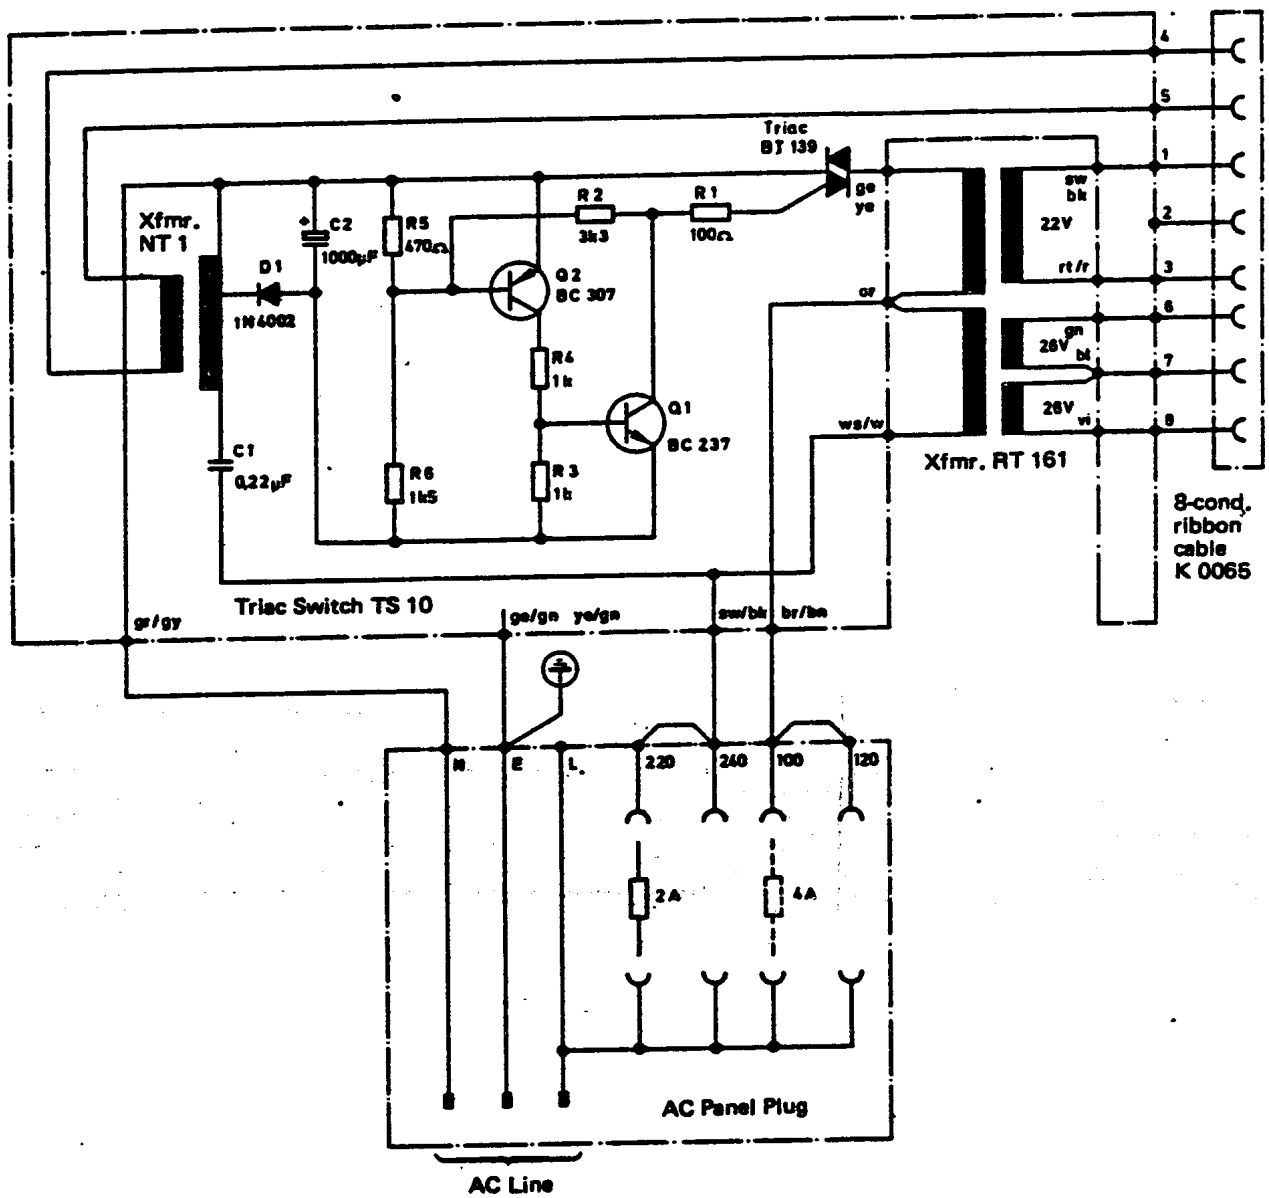 4
5
Triac
BT 139
1
Xfmr.
NT 1
+
C2
1000µF
R5
470Ω
R2
3k3
R1
100Ω
ge
ye
sw
bk
22V
2
D1
1N4002
Q2
BC 307
or
rt/r
3
6
gn
26V
bl
7
R4
1k
Q1
BC 237
ws/w
26V
vi
8
C1
0,22µF
R6
1k5
R3
1k
Xfmr. RT 161
8-cond.
ribbon
cable
K 0065
Triac Switch TS 10
gr/gy
ge/gn ye/gn
sw/bk br/bn
N
E
L
220
240
100
120
2A
4A
AC Panel Plug
AC Line